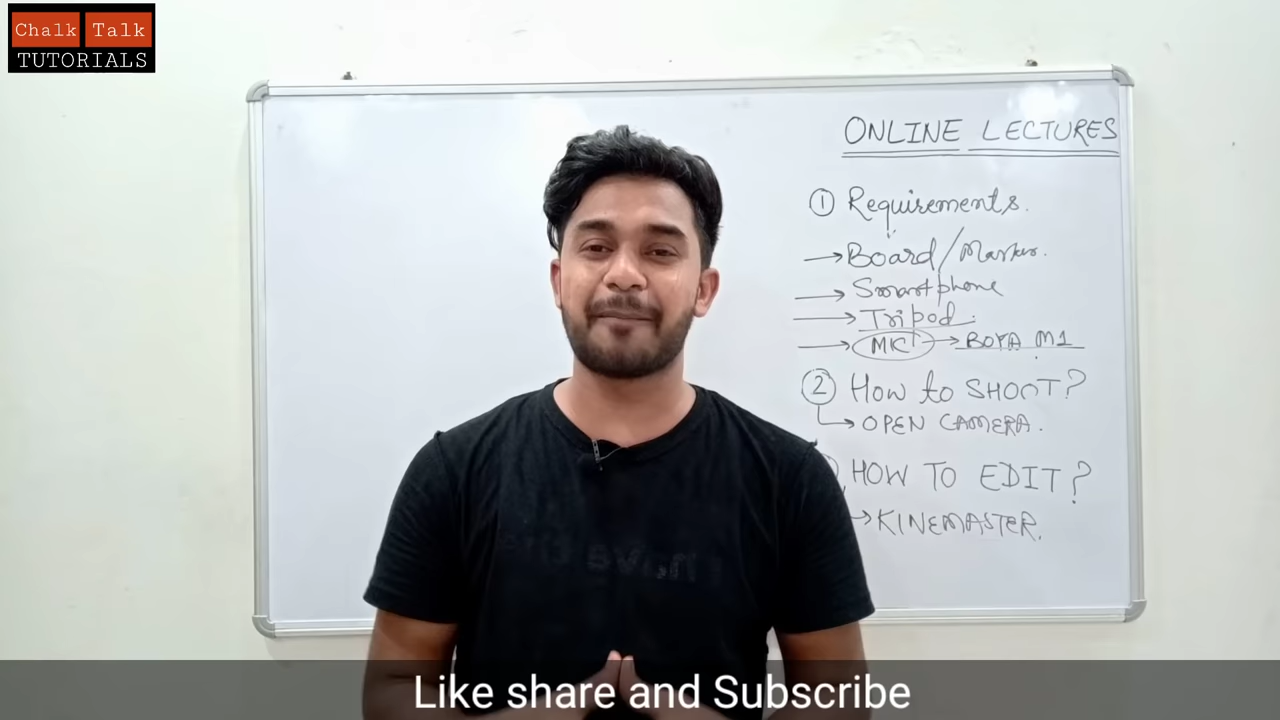 Chalk Talk
TUTORIALS
ONLINE LECTURES
① Requirements.
→ Board / Marker.
→ Smartphone
→ Tripod.
→ MIC → BOYA M1
② How to SHOOT?
→ OPEN CAMERA.
HOW TO EDIT?
→ KINEMASTER.
Like share and Subscribe